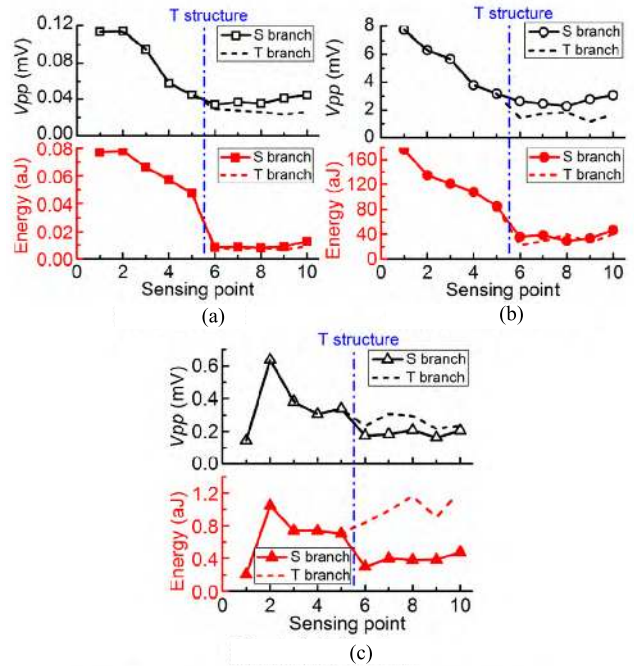 T structure
0.12
0.08
0.04
0.00
Vpp (mV)
S branch
T branch
0.08
0.06
0.04
0.02
0.00
Energy (aJ)
S branch
T branch
0 2 4 6 8 10
Sensing point
(a)
T structure
8
6
4
2
0
Vpp (mV)
S branch
T branch
160
120
80
40
0
Energy (aJ)
S branch
T branch
0 2 4 6 8 10
Sensing point
(b)
T structure
0.6
0.4
0.2
0.0
Vpp (mV)
S branch
T branch
1.2
0.8
0.4
0.0
Energy (aJ)
S branch
T branch
0 2 4 6 8 10
Sensing point
(c)